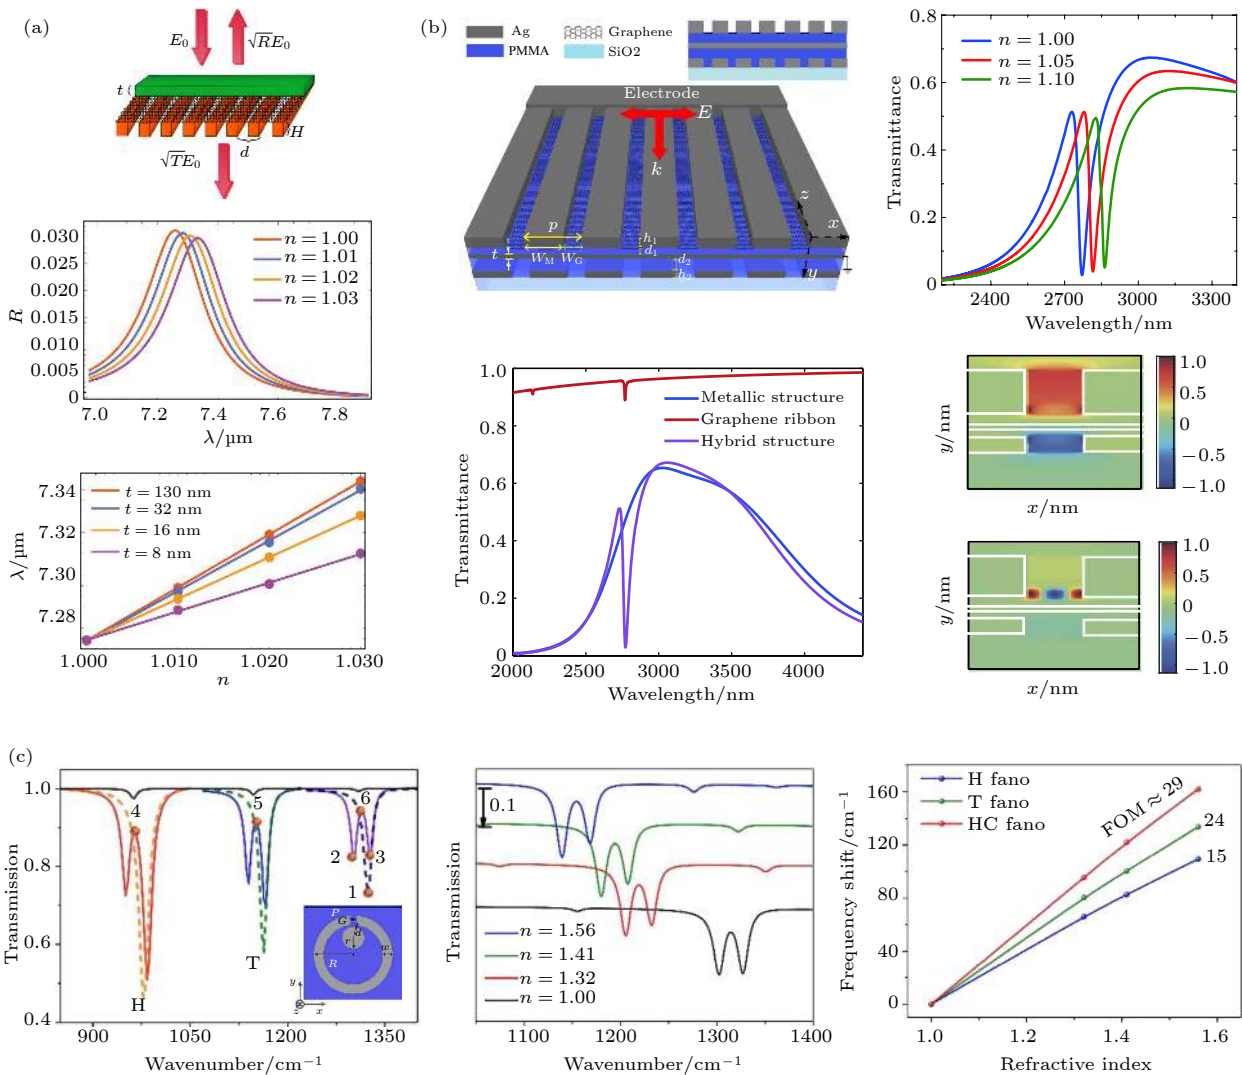 (a)
E0
√RE0
t
H
d
√TE0
0.030
0.025
0.020
0.015
0.010
0.005
0
R
n = 1.00
n = 1.01
n = 1.02
n = 1.03
7.0 7.2 7.4 7.6 7.8
λ/µm
7.34
7.32
7.30
7.28
λ/µm
t = 130 nm
t = 32 nm
t = 16 nm
t = 8 nm
1.000 1.010 1.020 1.030
n
(b)
Ag Graphene
PMMA SiO2
Electrode
E
k
z
x
y
p
h1
d1
t
WM WG
d2
h2
1.0
0.8
0.6
0.4
0.2
0
Transmittance
Metallic structure
Graphene ribbon
Hybrid structure
2000 2500 3000 3500 4000
Wavelength/nm
0.8
0.6
0.4
0.2
0
Transmittance
n = 1.00
n = 1.05
n = 1.10
2400 2700 3000 3300
Wavelength/nm
y/nm
x/nm
1.0
0.5
0
−0.5
−1.0
y/nm
x/nm
1.0
0.5
0
−0.5
−1.0
(c)
1.0
0.8
0.6
0.4
Transmission
4
5
6
2
3
1
H
T
P
G
d
r
w
R
y
z
x
900 1050 1200 1350
Wavenumber/cm−1
Transmission
0.1
n = 1.56
n = 1.41
n = 1.32
n = 1.00
1100 1200 1300 1400
Wavenumber/cm−1
160
120
80
40
0
Frequency shift/cm−1
H fano
T fano
HC fano
FOM ≈ 29
24
15
1.0 1.2 1.4 1.6
Refractive index